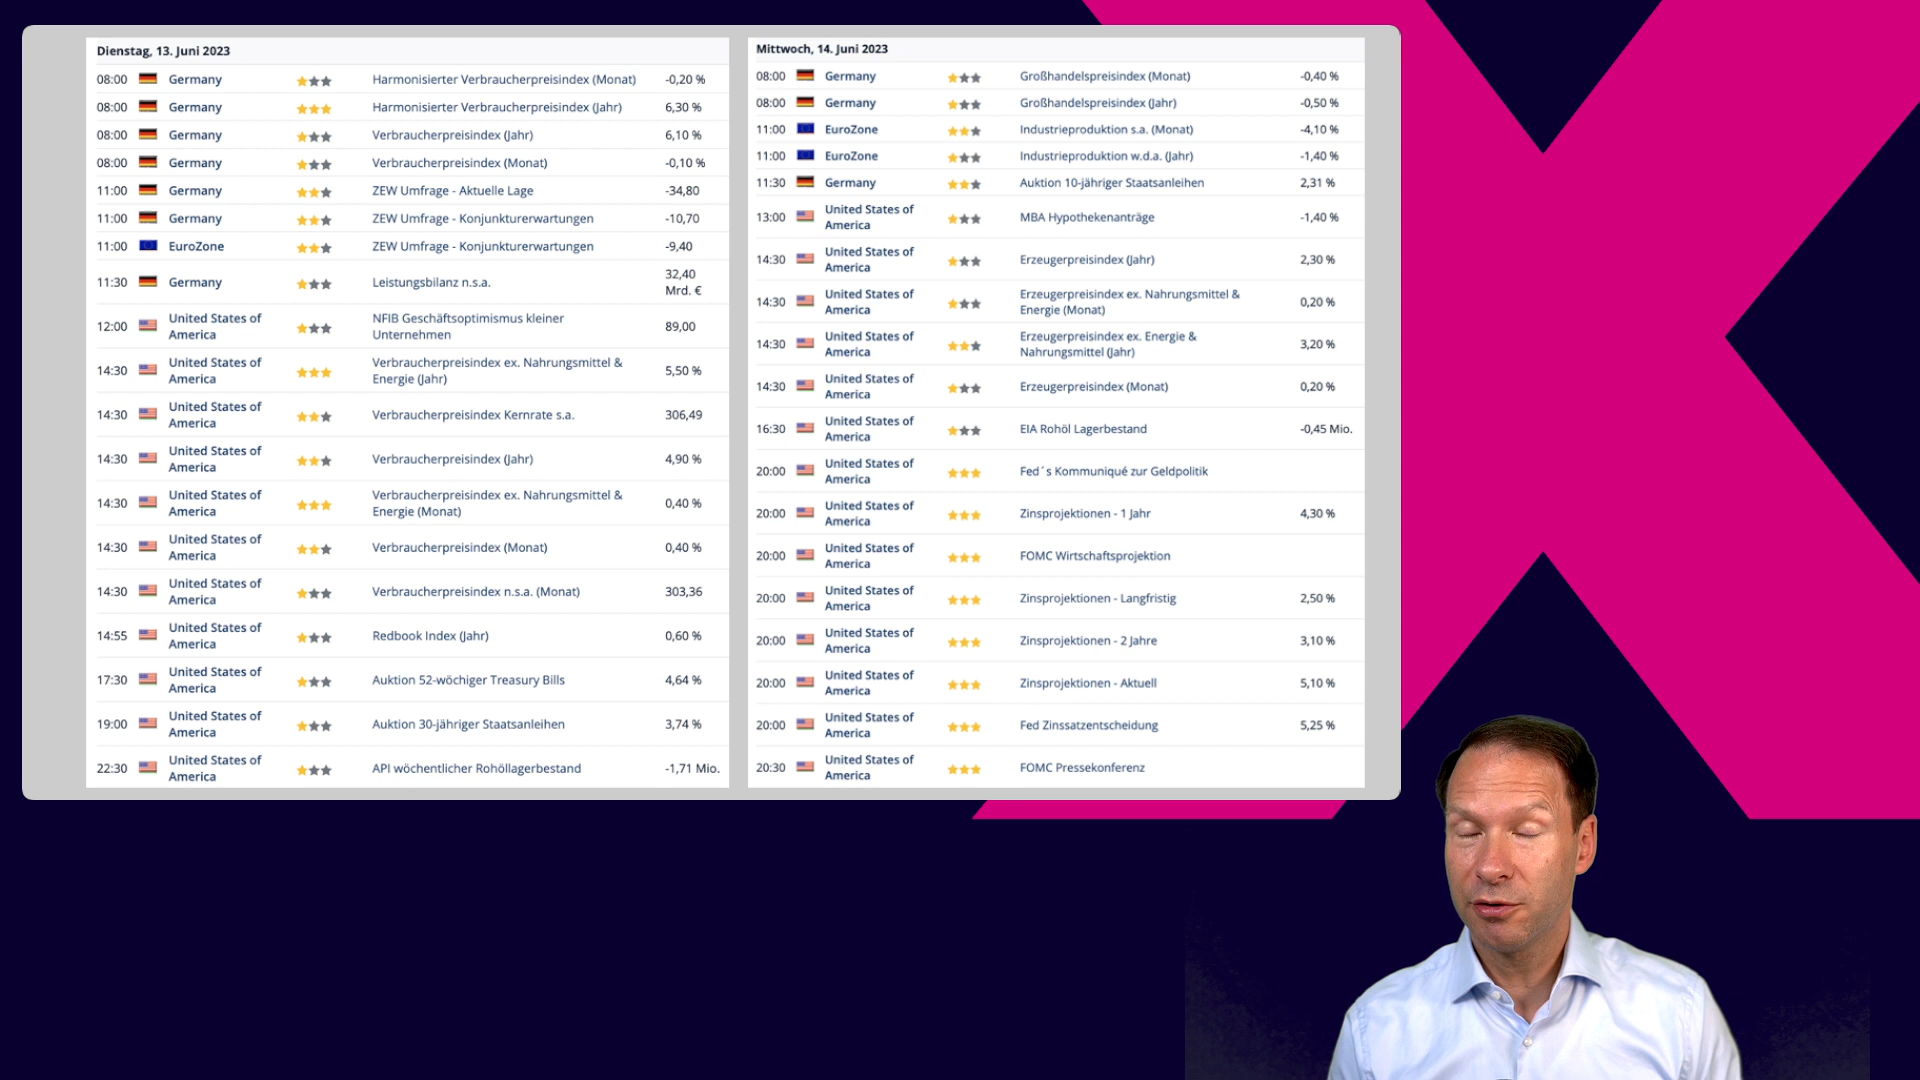 Dienstag, 13. Juni 2023
08:00 Germany Harmonisierter Verbraucherpreisindex (Monat) -0,20 %
08:00 Germany Harmonisierter Verbraucherpreisindex (Jahr) 6,30 %
08:00 Germany Verbraucherpreisindex (Jahr) 6,10 %
08:00 Germany Verbraucherpreisindex (Monat) -0,10 %
11:00 Germany ZEW Umfrage - Aktuelle Lage -34,80
11:00 Germany ZEW Umfrage - Konjunkturerwartungen -10,70
11:00 EuroZone ZEW Umfrage - Konjunkturerwartungen -9,40
11:30 Germany Leistungsbilanz n.s.a. 32,40
Mrd. €
12:00 United States of NFIB Geschäftsoptimismus kleiner 89,00
America Unternehmen
14:30 United States of Verbraucherpreisindex ex. Nahrungsmittel & 5,50 %
America Energie (Jahr)
14:30 United States of Verbraucherpreisindex Kernrate s.a. 306,49
America
14:30 United States of Verbraucherpreisindex (Jahr) 4,90 %
America
14:30 United States of Verbraucherpreisindex ex. Nahrungsmittel & 0,40 %
America Energie (Monat)
14:30 United States of Verbraucherpreisindex (Monat) 0,40 %
America
14:30 United States of Verbraucherpreisindex n.s.a. (Monat) 303,36
America
14:55 United States of Redbook Index (Jahr) 0,60 %
America
17:30 United States of Auktion 52-wöchiger Treasury Bills 4,64 %
America
19:00 United States of Auktion 30-jähriger Staatsanleihen 3,74 %
America
22:30 United States of API wöchentlicher Rohöllagerbestand -1,71 Mio.
America
Mittwoch, 14. Juni 2023
08:00 Germany Großhandelspreisindex (Monat) -0,40 %
08:00 Germany Großhandelspreisindex (Jahr) -0,50 %
11:00 EuroZone Industrieproduktion s.a. (Monat) -4,10 %
11:00 EuroZone Industrieproduktion w.d.a. (Jahr) -1,40 %
11:30 Germany Auktion 10-jähriger Staatsanleihen 2,31 %
13:00 United States of MBA Hypothekenanträge -1,40 %
America
14:30 United States of Erzeugerpreisindex (Jahr) 2,30 %
America
14:30 United States of Erzeugerpreisindex ex. Nahrungsmittel & 0,20 %
America Energie (Monat)
14:30 United States of Erzeugerpreisindex ex. Energie & 3,20 %
America Nahrungsmittel (Jahr)
14:30 United States of Erzeugerpreisindex (Monat) 0,20 %
America
16:30 United States of EIA Rohöl Lagerbestand -0,45 Mio.
America
20:00 United States of Fed´s Kommuniqué zur Geldpolitik
America
20:00 United States of Zinsprojektionen - 1 Jahr 4,30 %
America
20:00 United States of FOMC Wirtschaftsprojektion
America
20:00 United States of Zinsprojektionen - Langfristig 2,50 %
America
20:00 United States of Zinsprojektionen - 2 Jahre 3,10 %
America
20:00 United States of Zinsprojektionen - Aktuell 5,10 %
America
20:00 United States of Fed Zinssatzentscheidung 5,25 %
America
20:30 United States of FOMC Pressekonferenz
America